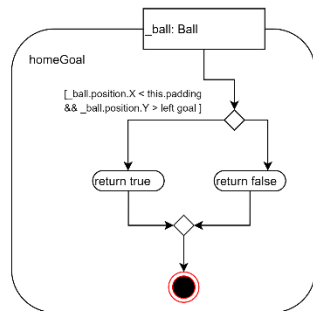 _ball: Ball
homeGoal
[_ball.position.X < this.padding
&& _ball.position.Y > left goal ]
return true
return false